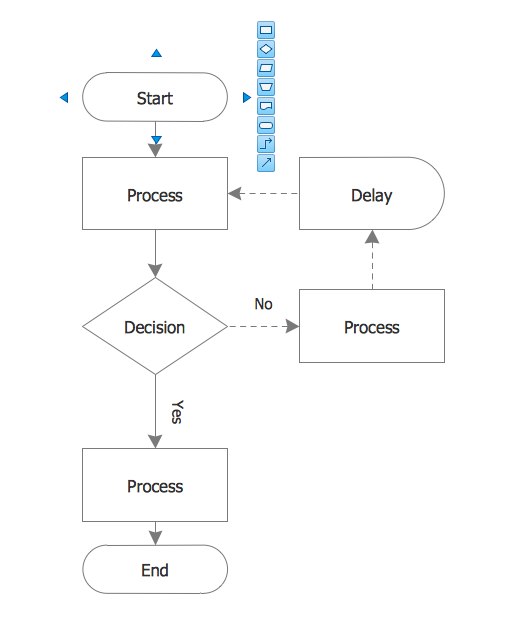 Start
Process
Delay
No
Decision
Process
Yes
Process
End